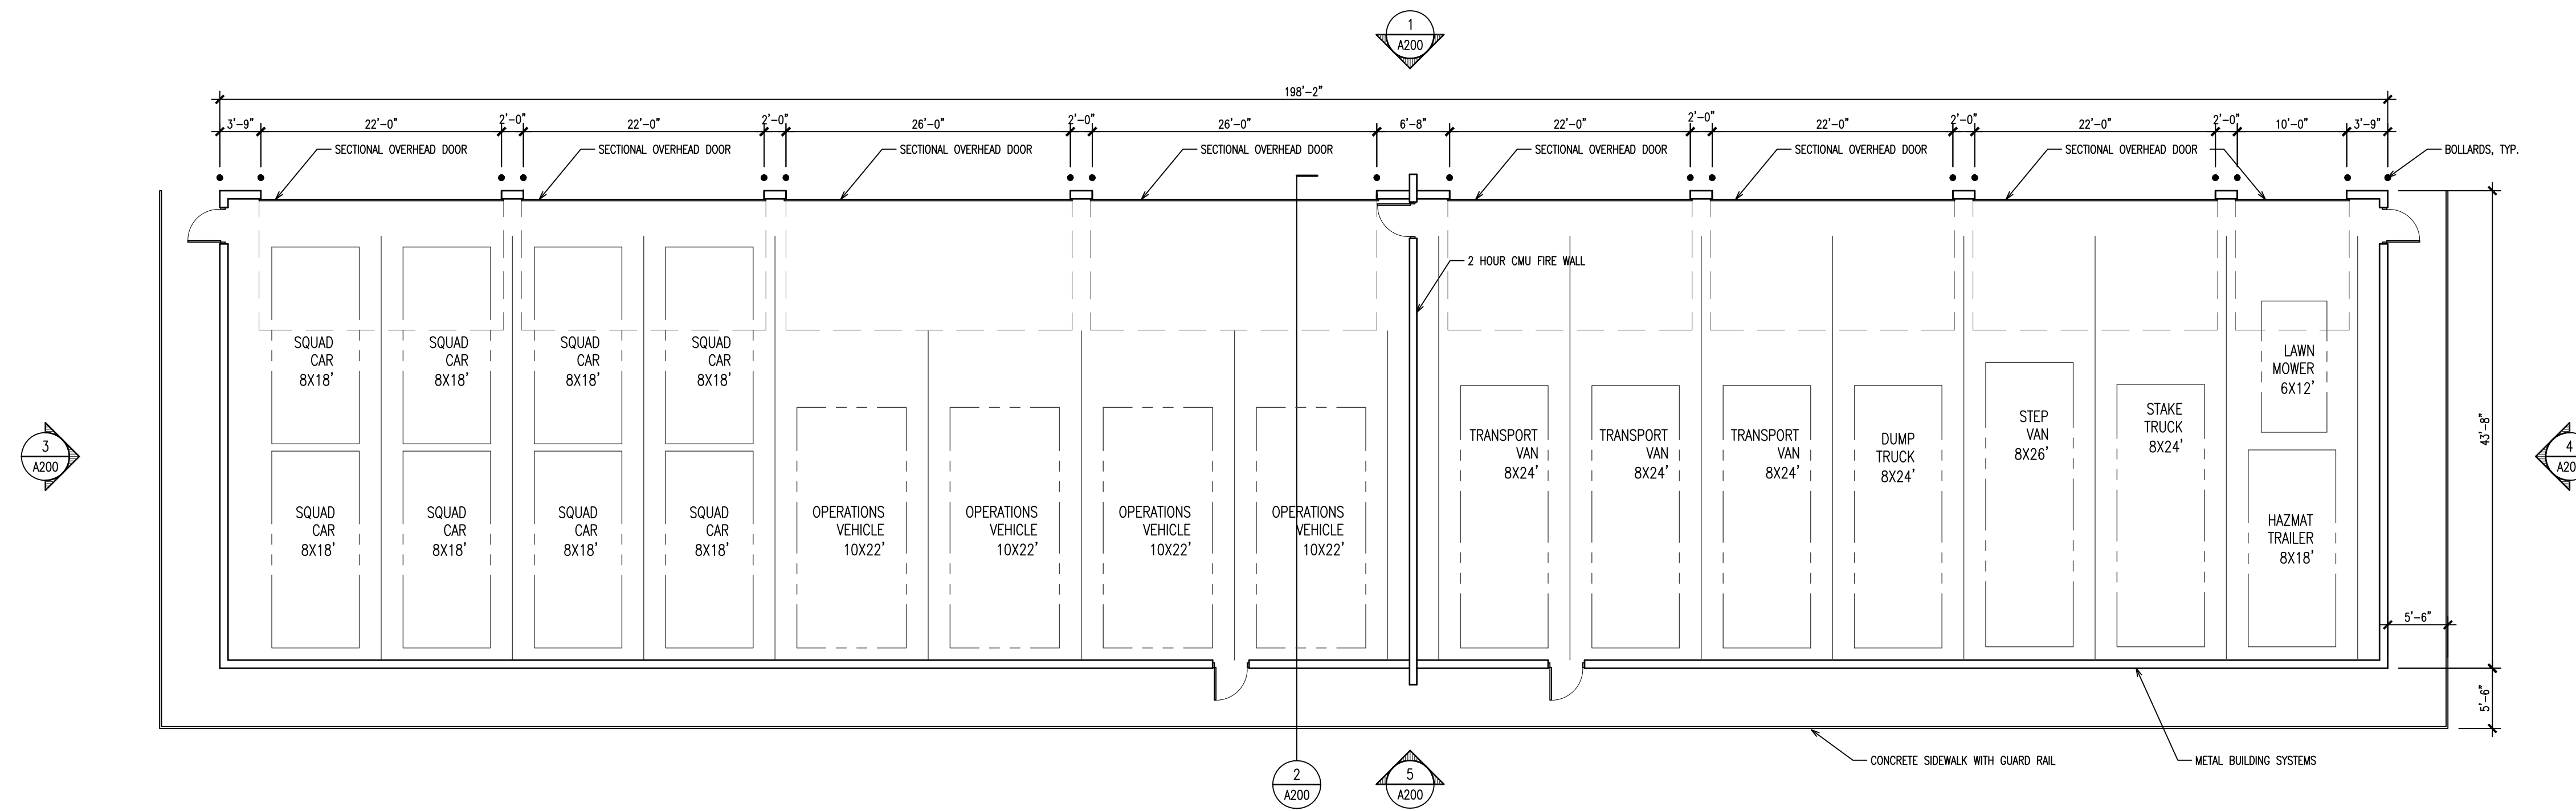 1
A200
198'-2"
3'-9"
22'-0"
2'-0"
22'-0"
2'-0"
26'-0"
2'-0"
26'-0"
6'-8"
22'-0"
2'-0"
22'-0"
2'-0"
22'-0"
2'-0"
10'-0"
3'-9"
SECTIONAL OVERHEAD DOOR
SECTIONAL OVERHEAD DOOR
SECTIONAL OVERHEAD DOOR
SECTIONAL OVERHEAD DOOR
SECTIONAL OVERHEAD DOOR
SECTIONAL OVERHEAD DOOR
SECTIONAL OVERHEAD DOOR
BOLLARDS, TYP.
2 HOUR CMU FIRE WALL
SQUAD
CAR
8X18'
SQUAD
CAR
8X18'
SQUAD
CAR
8X18'
SQUAD
CAR
8X18'
LAWN
MOWER
6X12'
TRANSPORT
VAN
8X24'
TRANSPORT
VAN
8X24'
TRANSPORT
VAN
8X24'
DUMP
TRUCK
8X24'
STEP
VAN
8X26'
STAKE
TRUCK
8X24'
43'-8"
3
A200
4
SQUAD
CAR
8X18'
SQUAD
CAR
8X18'
SQUAD
CAR
8X18'
SQUAD
CAR
8X18'
OPERATIONS
VEHICLE
10X22'
OPERATIONS
VEHICLE
10X22'
OPERATIONS
VEHICLE
10X22'
OPERATIONS
VEHICLE
10X22'
HAZMAT
TRAILER
8X18'
5'-6"
5'-6"
CONCRETE SIDEWALK WITH GUARD RAIL
METAL BUILDING SYSTEMS
2
A200
5
A200